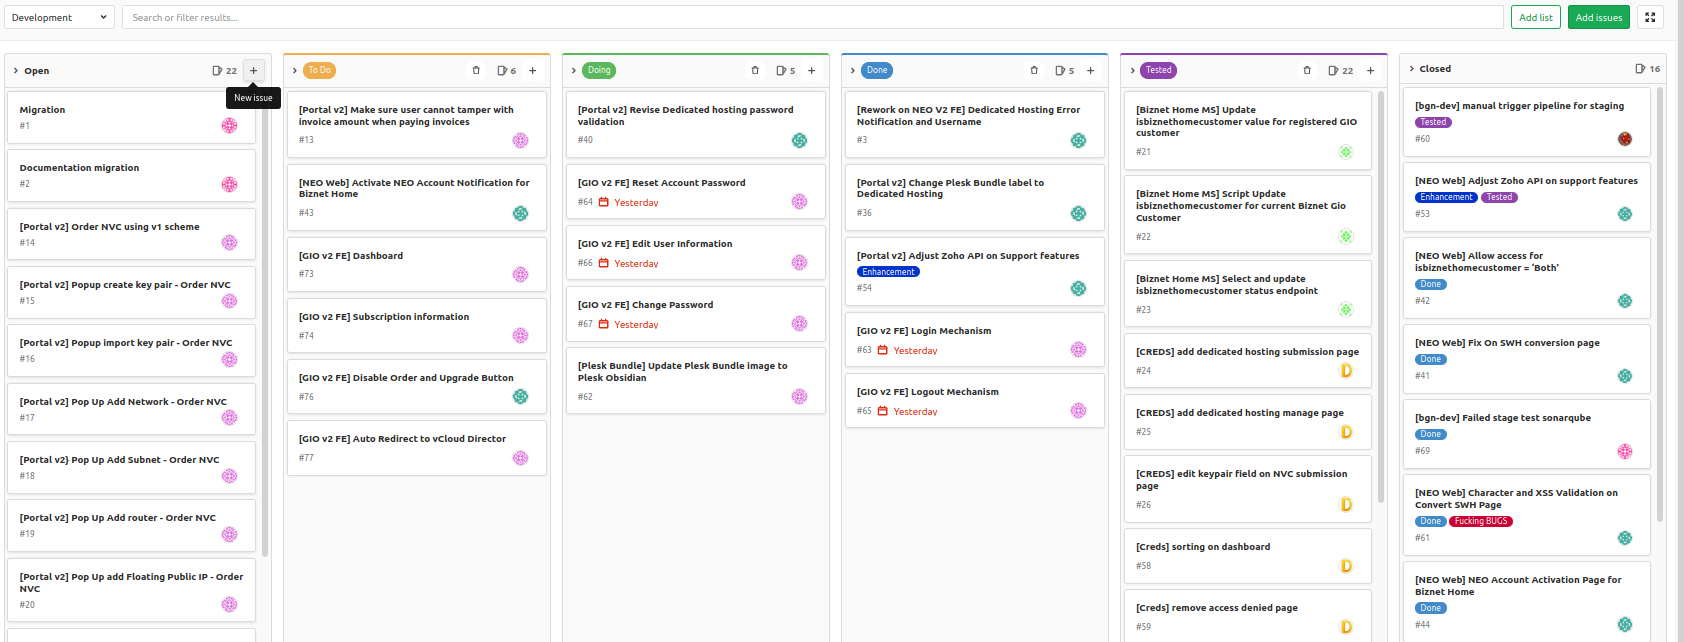 Development
Search or filter results...
Add list
Add issues
Open
22
New issue
Migration
#1
Documentation migration
#2
[Portal v2] Order NVC using v1 scheme
#14
[Portal v2] Popup create key pair - Order NVC
#15
[Portal v2] Popup import key pair - Order NVC
#16
[Portal v2] Pop Up Add Network - Order NVC
#17
[Portal v2} Pop Up Add Subnet - Order NVC
#18
[Portal v2] Pop Up Add router - Order NVC
#19
[Portal v2] Pop Up add Floating Public IP - Order
NVC
#20
To Do
6
[Portal v2] Make sure user cannot tamper with
invoice amount when paying invoices
#13
[NEO Web] Activate NEO Account Notification for
Biznet Home
#43
[GIO v2 FE] Dashboard
#73
[GIO v2 FE] Subscription information
#74
[GIO v2 FE] Disable Order and Upgrade Button
#76
[GIO v2 FE] Auto Redirect to vCloud Director
#77
Doing
5
[Portal v2] Revise Dedicated hosting password
validation
#40
[GIO v2 FE] Reset Account Password
#64 Yesterday
[GIO v2 FE] Edit User Information
#66 Yesterday
[GIO v2 FE] Change Password
#67 Yesterday
[Plesk Bundle] Update Plesk Bundle image to
Plesk Obsidian
#62
Done
5
[Rework on NEO V2 FE] Dedicated Hosting Error
Notification and Username
#3
[Portal v2] Change Plesk Bundle label to
Dedicated Hosting
#36
[Portal v2] Adjust Zoho API on Support features
Enhancement
#54
[GIO v2 FE] Login Mechanism
#63 Yesterday
[GIO v2 FE] Logout Mechanism
#65 Yesterday
Tested
22
[Biznet Home MS] Update
isbiznethomecustomer value for registered GIO
customer
#21
[Biznet Home MS] Script Update
isbiznethomecustomer for current Biznet Gio
Customer
#22
[Biznet Home MS] Select and update
isbiznethomecustomer status endpoint
#23
[CREDS] add dedicated hosting submission page
#24
[CREDS] add dedicated hosting manage page
#25
[CREDS] edit keypair field on NVC submission
page
#26
[Creds] sorting on dashboard
#58
[Creds] remove access denied page
#59
Closed
16
[bgn-dev] manual trigger pipeline for staging
Tested
#60
[NEO Web] Adjust Zoho API on support features
Enhancement Tested
#53
[NEO Web] Allow access for
isbiznethomecustomer = ‘Both’
Done
#42
[NEO Web] Fix On SWH conversion page
Done
#41
[bgn-dev] Failed stage test sonarqube
Done
#69
[NEO Web] Character and XSS Validation on
Convert SWH Page
Done Fucking BUGS
#61
[NEO Web] NEO Account Activation Page for
Biznet Home
Done
#44